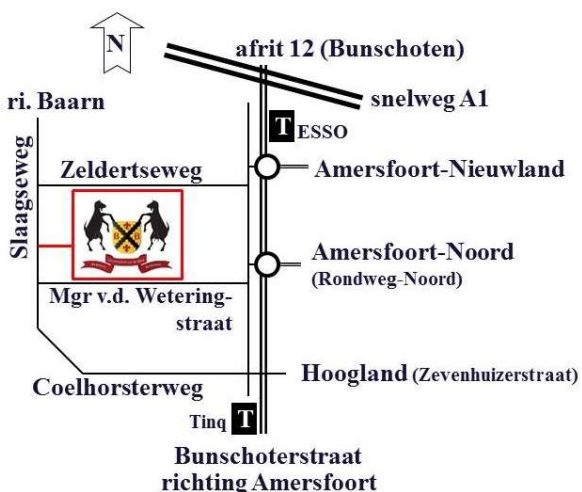 N
afrit 12 (Bunschoten)
snelweg A1
ri. Baarn
T ESSO
Slaagseweg
Zeldertseweg
Amersfoort-Nieuwland
B B
Amersfoort-Noord
(Rondweg-Noord)
Mgr v.d. Wetering-
straat
Hoogland (Zevenhuizerstraat)
Coelhorsterweg
Tinq T
Bunschoterstraat
richting Amersfoort